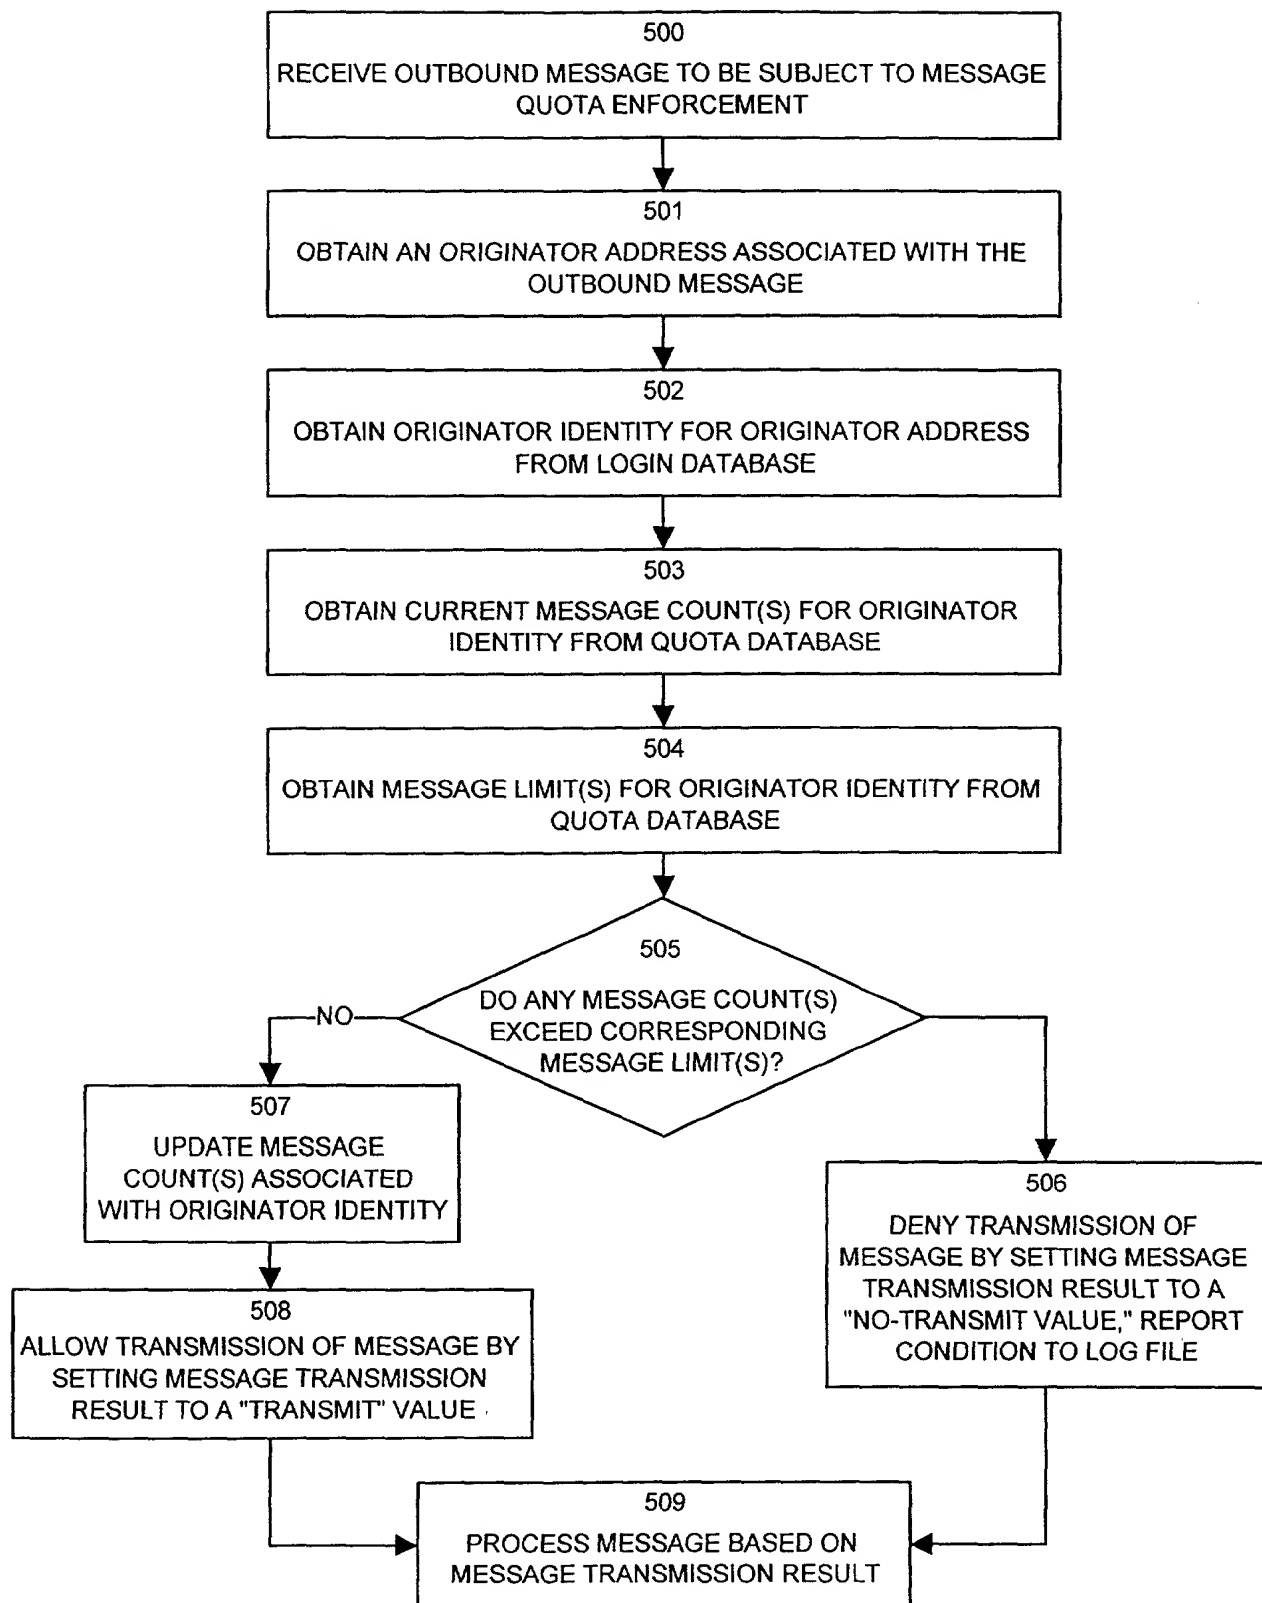 500
RECEIVE OUTBOUND MESSAGE TO BE SUBJECT TO MESSAGE
QUOTA ENFORCEMENT
501
OBTAIN AN ORIGINATOR ADDRESS ASSOCIATED WITH THE
OUTBOUND MESSAGE
502
OBTAIN ORIGINATOR IDENTITY FOR ORIGINATOR ADDRESS
FROM LOGIN DATABASE
503
OBTAIN CURRENT MESSAGE COUNT(S) FOR ORIGINATOR
IDENTITY FROM QUOTA DATABASE
504
OBTAIN MESSAGE LIMIT(S) FOR ORIGINATOR IDENTITY FROM
QUOTA DATABASE
505
DO ANY MESSAGE COUNT(S)
EXCEED CORRESPONDING
MESSAGE LIMIT(S)?
NO
507
UPDATE MESSAGE
COUNT(S) ASSOCIATED
WITH ORIGINATOR IDENTITY
508
ALLOW TRANSMISSION OF MESSAGE BY
SETTING MESSAGE TRANSMISSION
RESULT TO A "TRANSMIT" VALUE
506
DENY TRANSMISSION OF
MESSAGE BY SETTING MESSAGE
TRANSMISSION RESULT TO A
"NO-TRANSMIT VALUE," REPORT
CONDITION TO LOG FILE
509
PROCESS MESSAGE BASED ON
MESSAGE TRANSMISSION RESULT